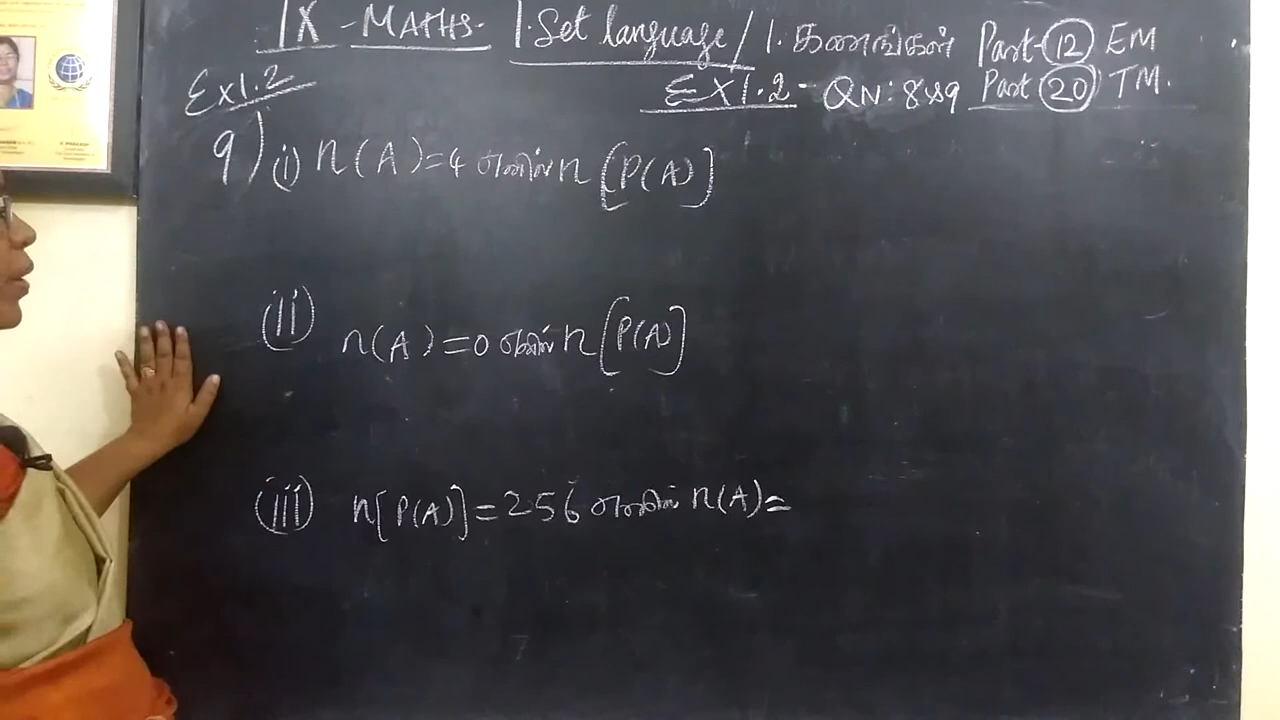 IX - MATHS. 1. Set language / 1. கணங்கள் Part-12 EM
Ex1.2 Ex1.2 - QN: 8&9 Part 20 TM.
9) (i) n(A)=4 எனில் n[P(A)]
(ii) n(A)=0 எனில் n[P(A)]
(iii) n[P(A)]=256 எனில் n(A)=